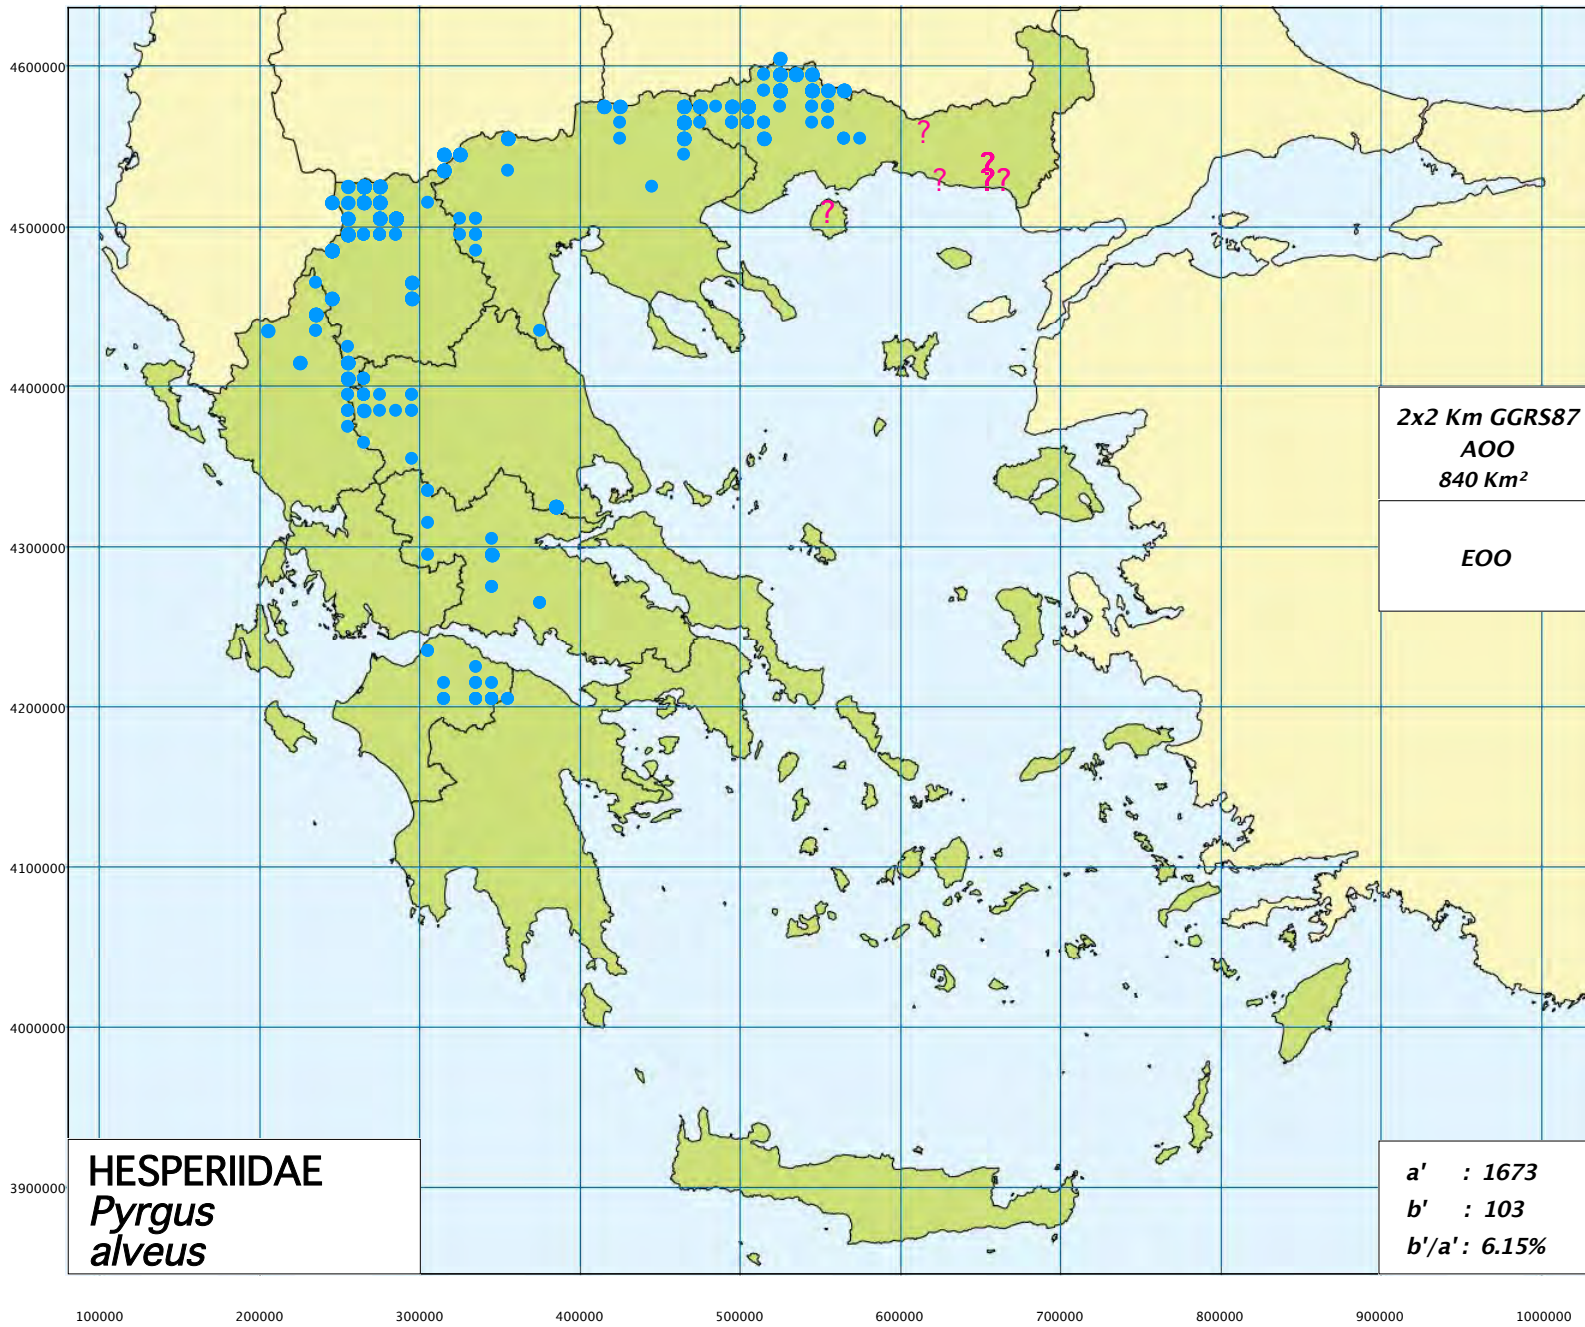 4600000
4500000
4400000
4300000
4200000
4100000
4000000
3900000
? 
? ? ? ? ?
?
2x2 Km GGRS87
AOO
840 Km²
EOO
HESPERIIDAE
Pyrgus
alveus
a' : 1673
b' : 103
b'/a' : 6.15%
100000 200000 300000 400000 500000 600000 700000 800000 900000 1000000